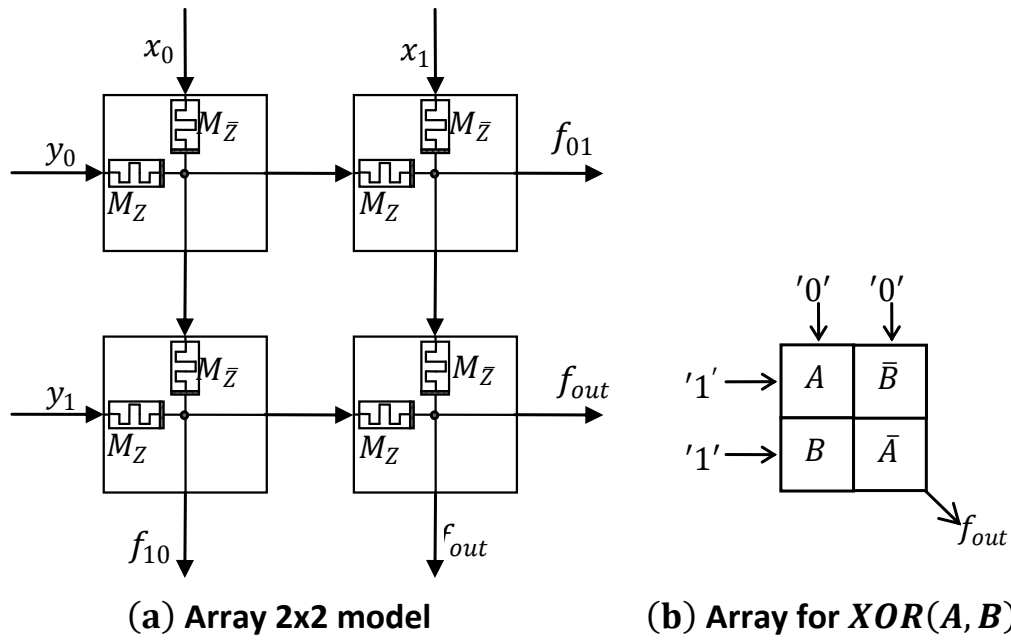 x₀ x₁
M_Z̄ M_Z̄
y₀ f₀₁
M_Z M_Z
'0' '0'
M_Z̄ M_Z̄
'1' A B̄
y₁ f_out
M_Z M_Z
'1' B Ā
f₁₀ f_out f_out
(a) Array 2x2 model (b) Array for XOR(A, B)